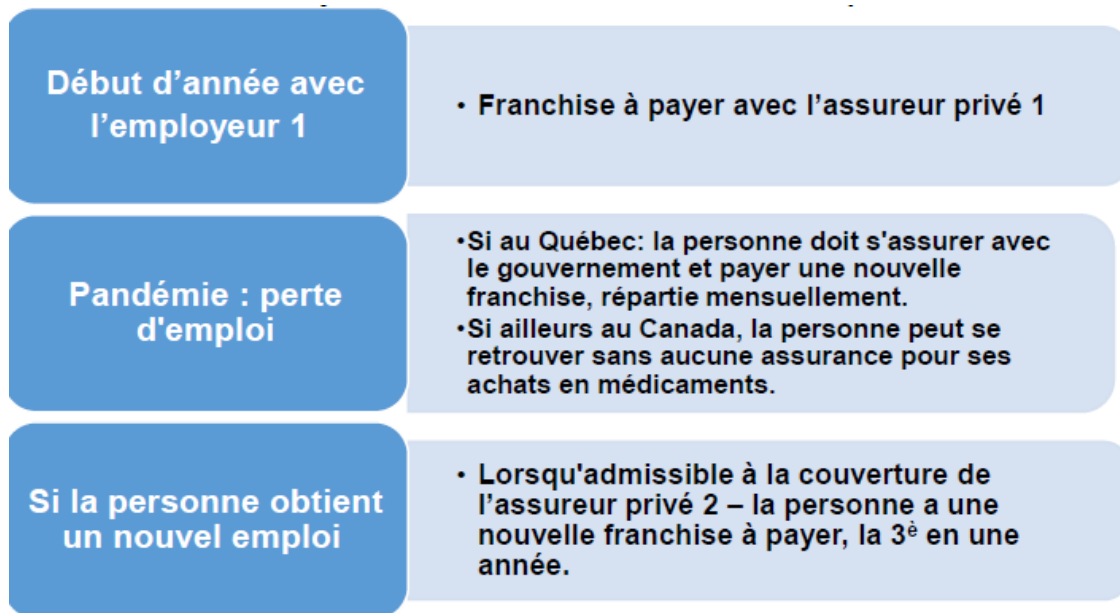 Début d’année avec
l’employeur 1
• Franchise à payer avec l’assureur privé 1
Pandémie : perte
d'emploi
•Si au Québec: la personne doit s'assurer avec
le gouvernement et payer une nouvelle
franchise, répartie mensuellement.
•Si ailleurs au Canada, la personne peut se
retrouver sans aucune assurance pour ses
achats en médicaments.
Si la personne obtient
un nouvel emploi
• Lorsqu'admissible à la couverture de
l’assureur privé 2 – la personne a une
nouvelle franchise à payer, la 3è en une
année.